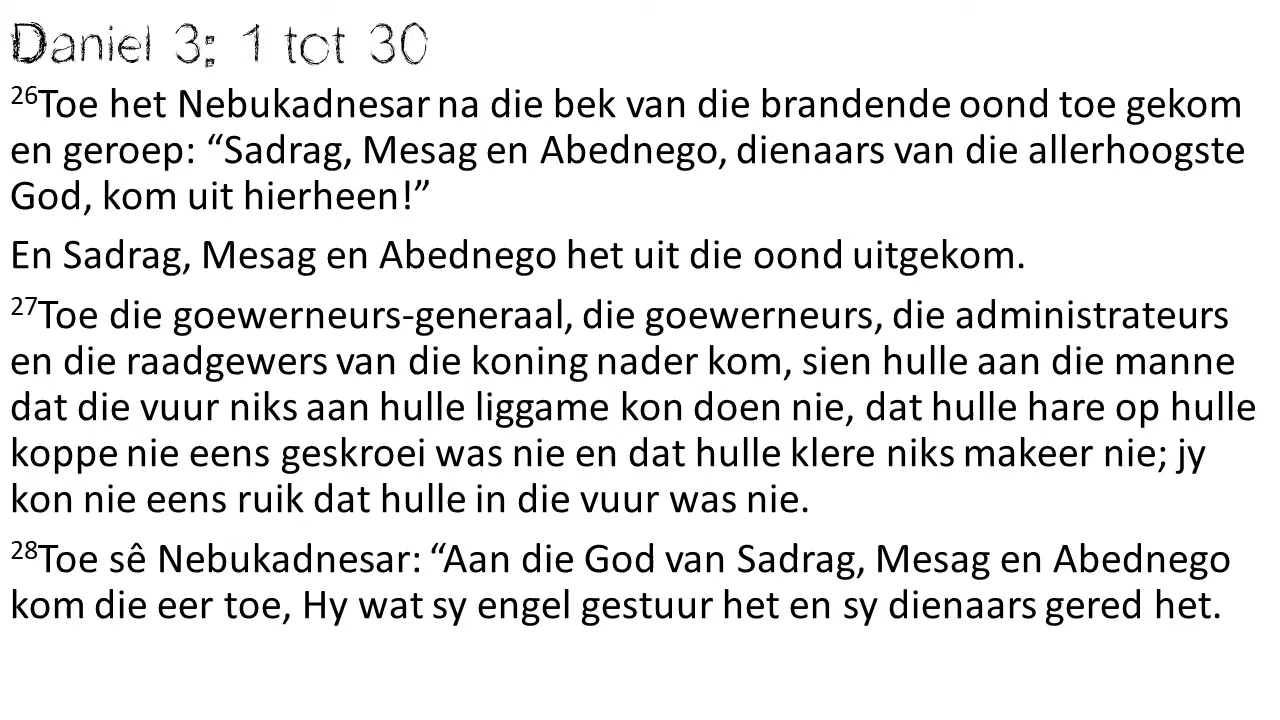 Daniel 3: 1 tot 30
26Toe het Nebukadnesar na die bek van die brandende oond toe gekom
en geroep: “Sadrag, Mesag en Abednego, dienaars van die allerhoogste
God, kom uit hierheen!”
En Sadrag, Mesag en Abednego het uit die oond uitgekom.
27Toe die goewerneurs-generaal, die goewerneurs, die administrateurs
en die raadgewers van die koning nader kom, sien hulle aan die manne
dat die vuur niks aan hulle liggame kon doen nie, dat hulle hare op hulle
koppe nie eens geskroei was nie en dat hulle klere niks makeer nie; jy
kon nie eens ruik dat hulle in die vuur was nie.
28Toe sê Nebukadnesar: “Aan die God van Sadrag, Mesag en Abednego
kom die eer toe, Hy wat sy engel gestuur het en sy dienaars gered het.